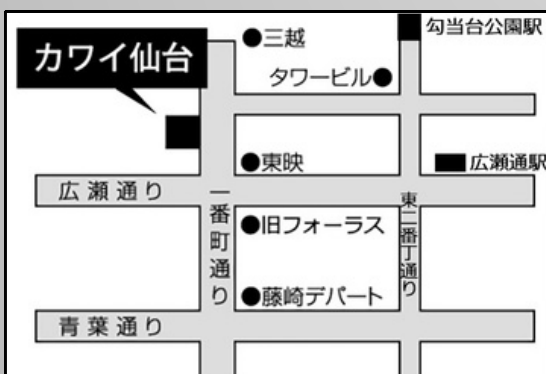 勾当台公園駅
●三越
カワイ仙台
タワービル●
●東映
広瀬通駅
広瀬通り
一番町通り
東二番丁通り
●旧フォーラス
●藤崎デパート
青葉通り